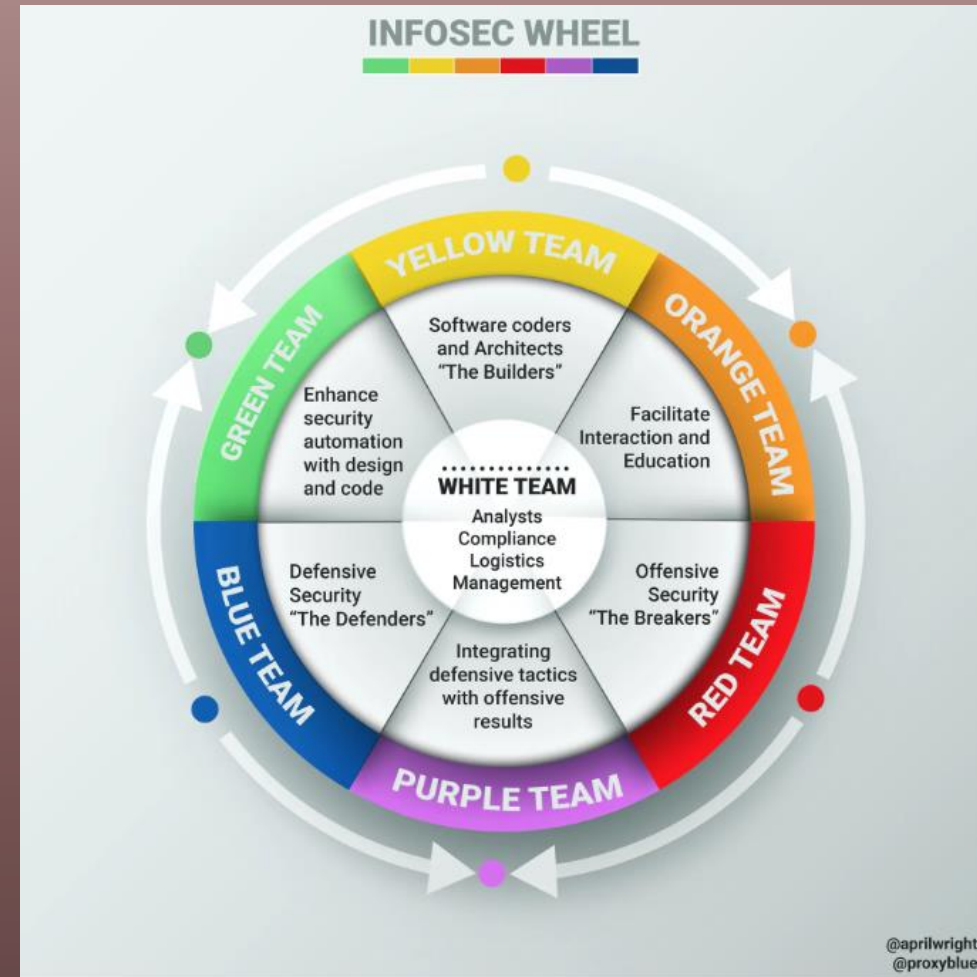 INFOSEC WHEEL
YELLOW TEAM
Software coders
and Architects
“The Builders”
ORANGE TEAM
Facilitate
Interaction and
Education
RED TEAM
Offensive
Security
“The Breakers”
PURPLE TEAM
Integrating
defensive tactics
with offensive
results
BLUE TEAM
Defensive
Security
“The Defenders”
GREEN TEAM
Enhance
security
automation
with design
and code
WHITE TEAM
Analysts
Compliance
Logistics
Management
@aprilwright
@proxyblue